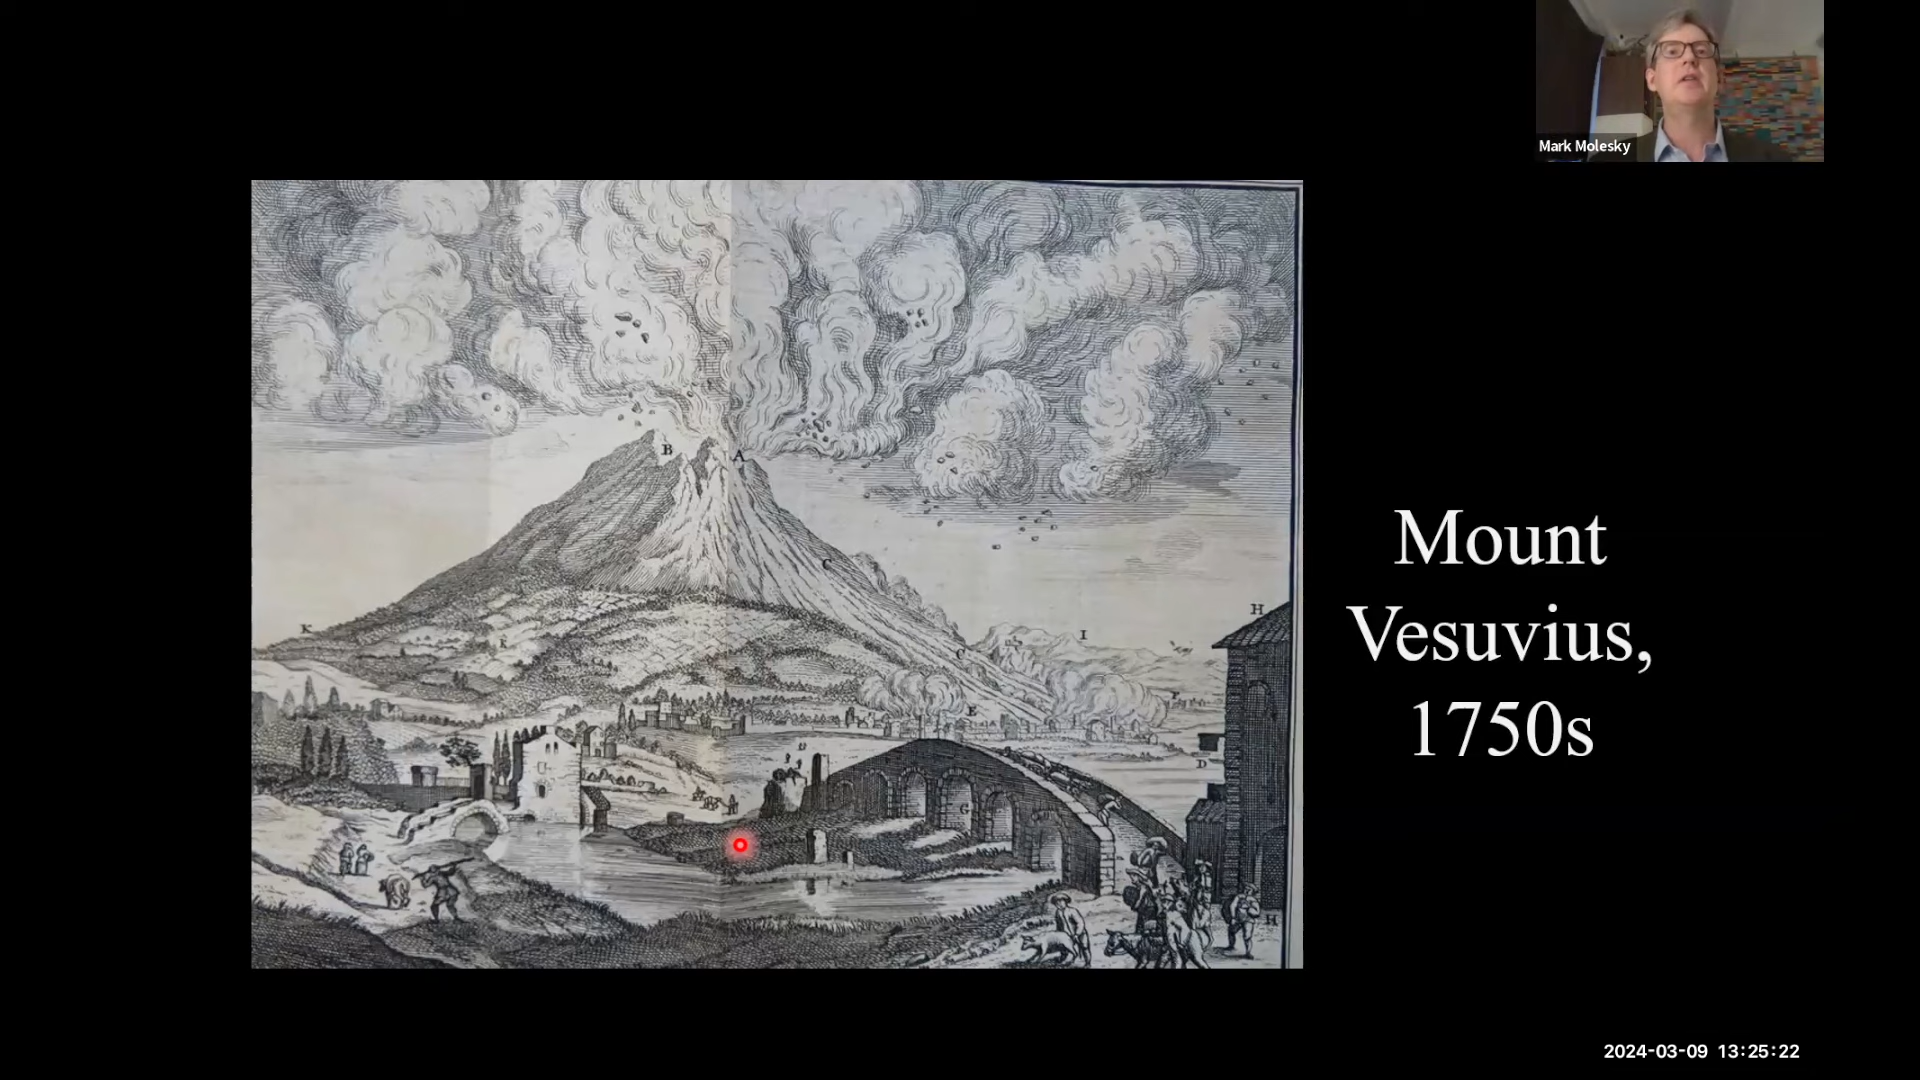 Mark Molesky
B
A
C
H
K
I
k
C
E
P
D
G
H
Mount
Vesuvius,
1750s
2024-03-09 13:25:22